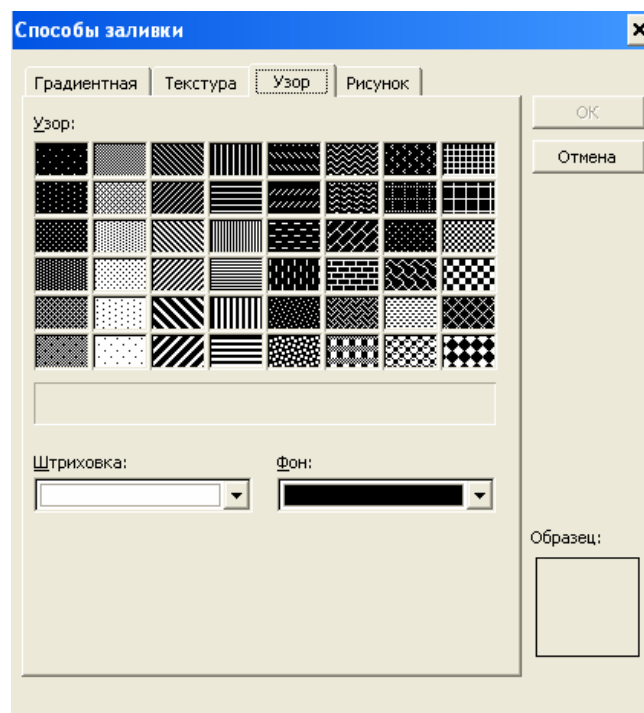 Способы заливки
Градиентная Текстура Узор Рисунок
Узор:
ОК
Отмена
Штриховка:
Фон:
Образец: